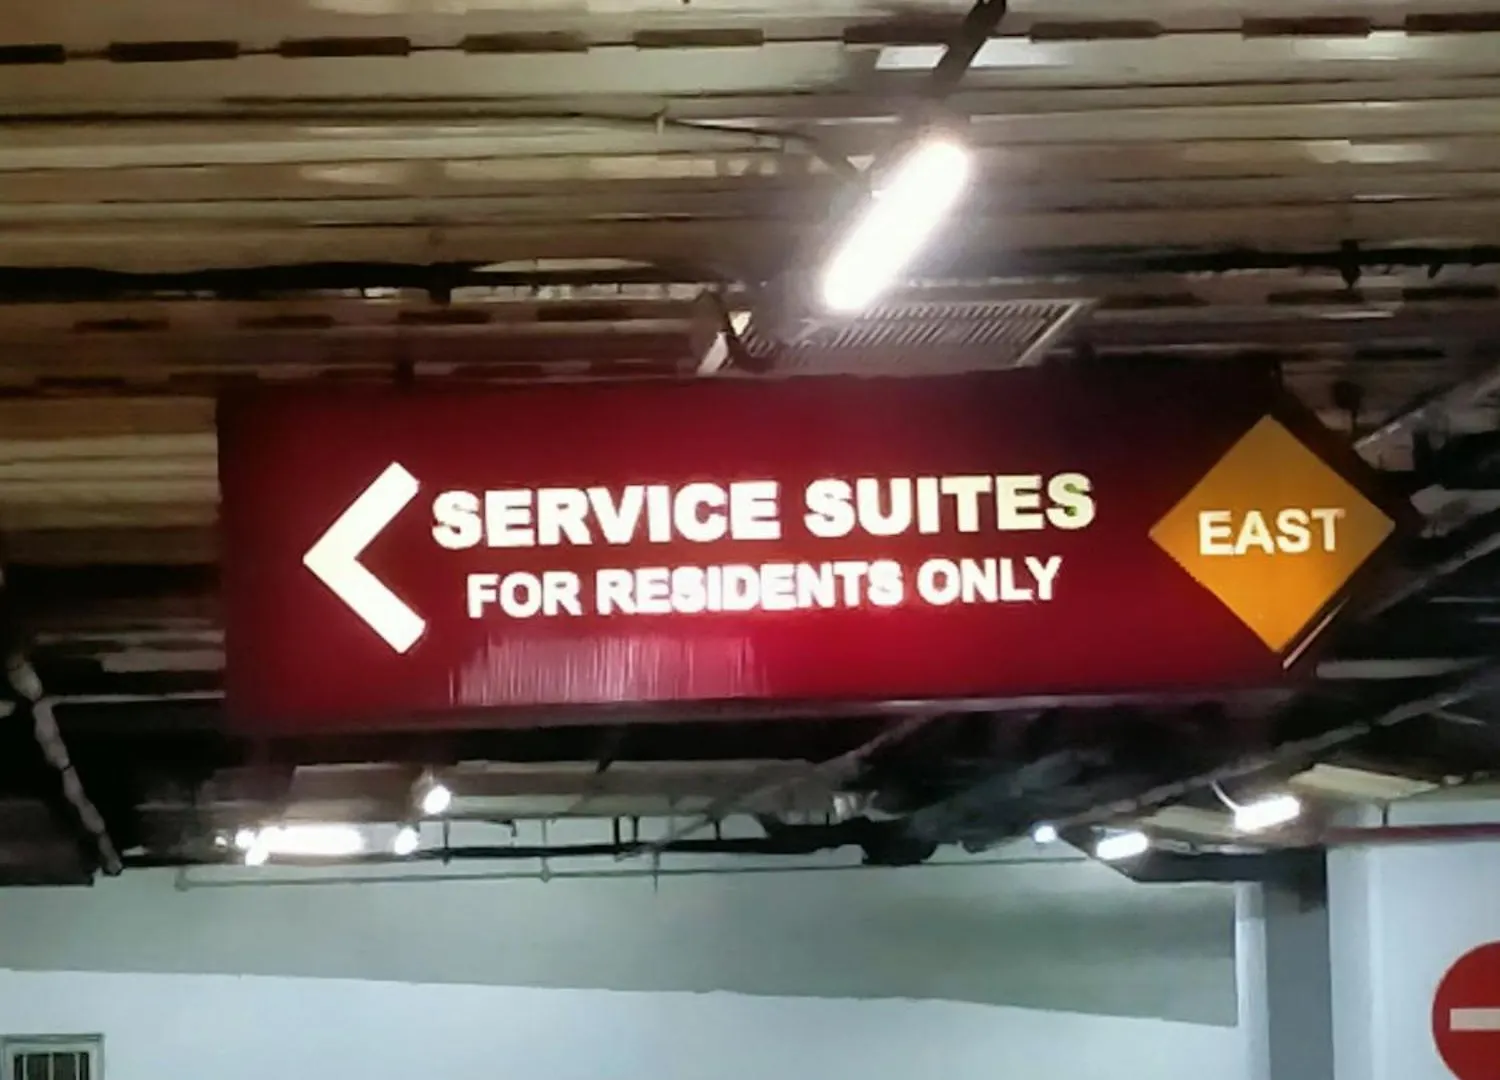 SERVICE SUITES
FOR RESIDENTS ONLY
EAST